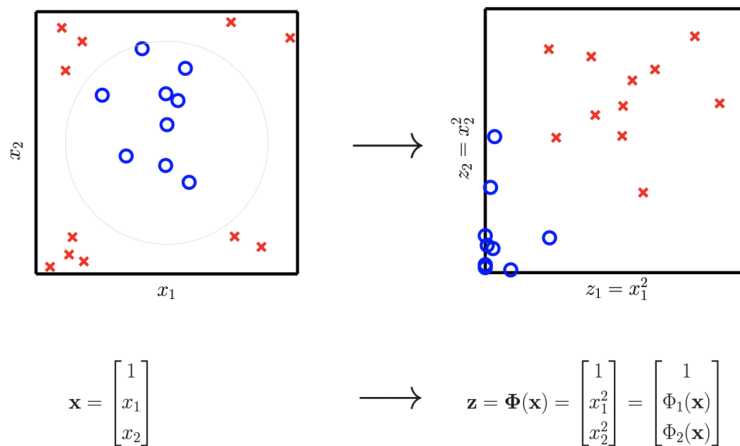 x₂
x₁
⟶
z₂ = x₂²
z₁ = x₁²
𝐱 = [1 x₁ x₂]
⟶
𝐳 = 𝚽(𝐱) = [1 x₁² x₂²] = [1 Φ₁(𝐱) Φ₂(𝐱)]